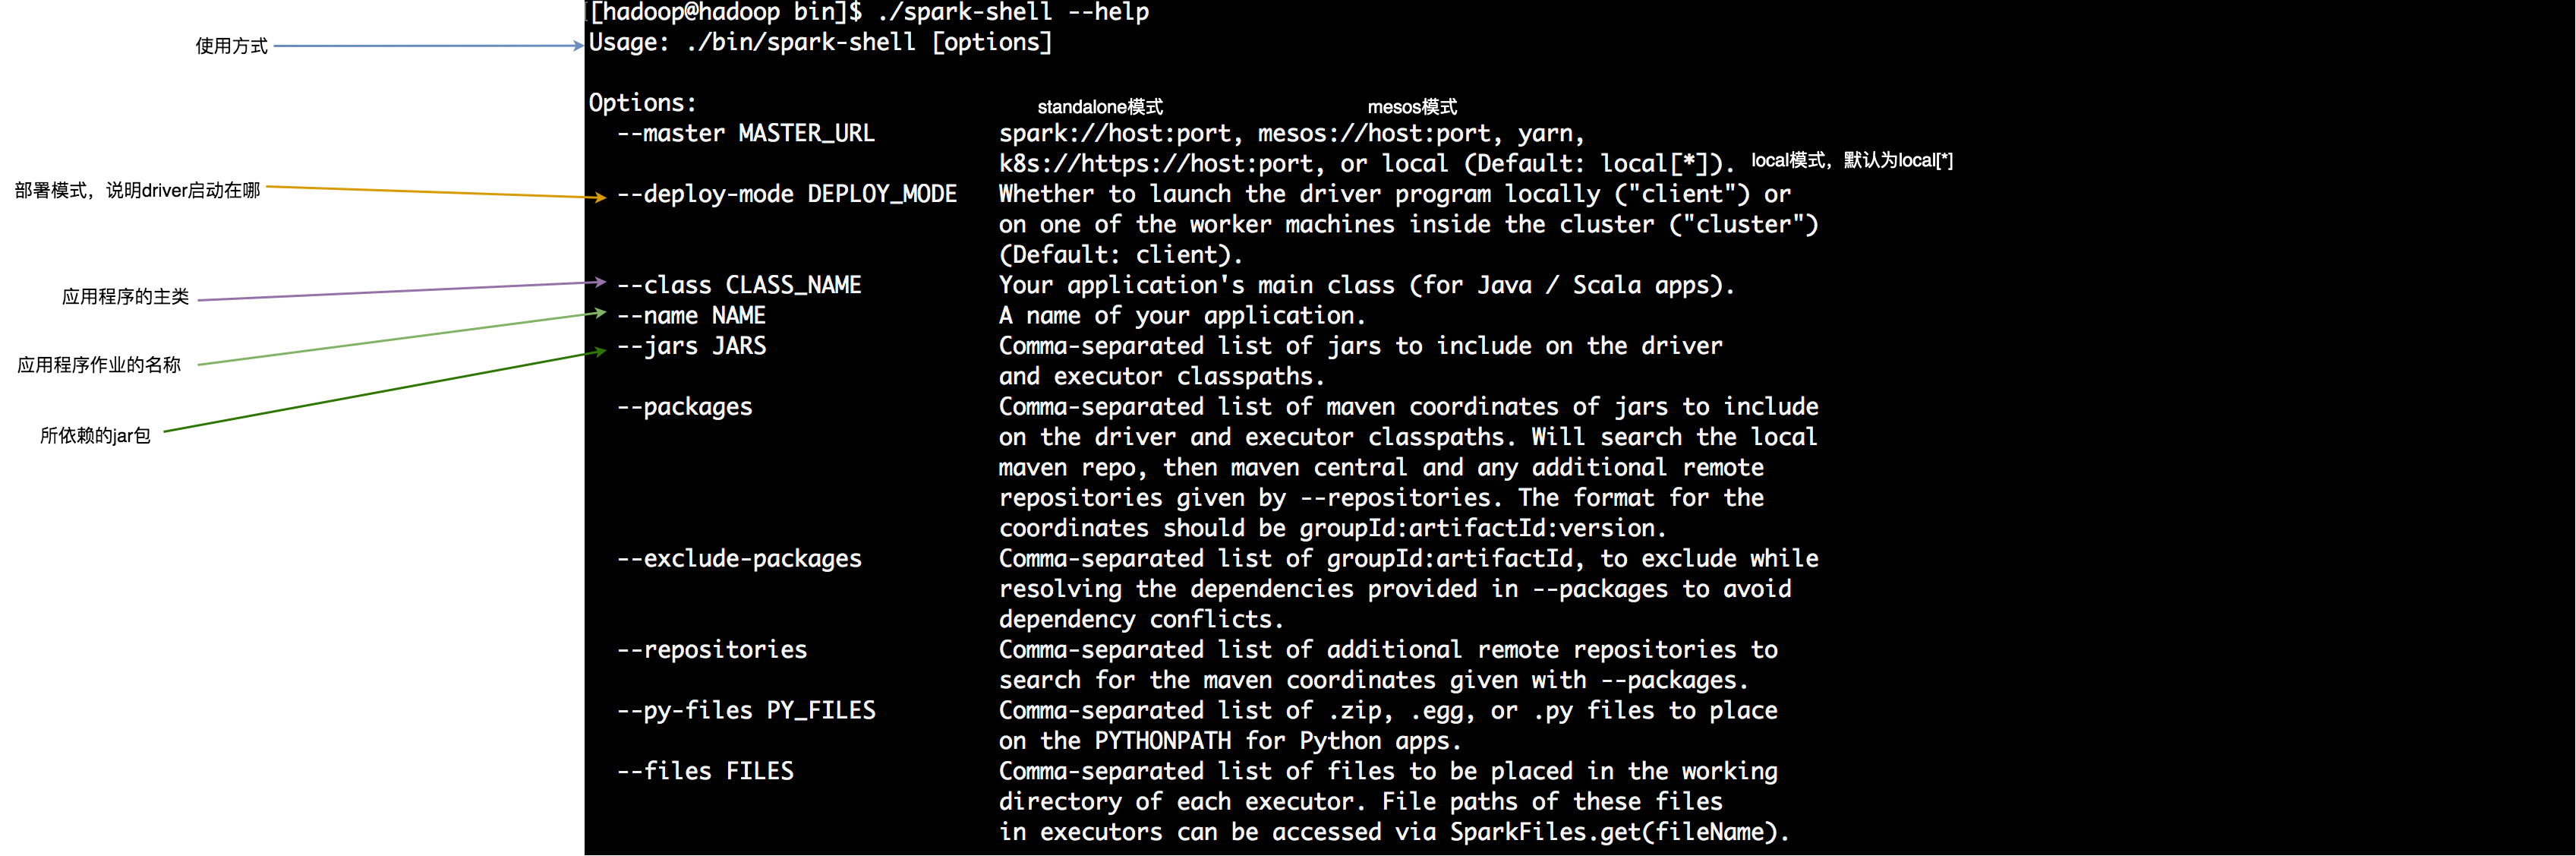 [hadoop@hadoop bin]$ ./spark-shell --help
使用方式
Usage: ./bin/spark-shell [options]
Options:
standalone模式
mesos模式
--master MASTER_URL spark://host:port, mesos://host:port, yarn,
k8s://https://host:port, or local (Default: local[*]).
local模式，默认为local[*]
部署模式，说明driver启动在哪
--deploy-mode DEPLOY_MODE Whether to launch the driver program locally ("client") or
on one of the worker machines inside the cluster ("cluster")
(Default: client).
应用程序的主类
--class CLASS_NAME Your application's main class (for Java / Scala apps).
--name NAME A name of your application.
应用程序作业的名称
--jars JARS Comma-separated list of jars to include on the driver
and executor classpaths.
所依赖的jar包
--packages Comma-separated list of maven coordinates of jars to include
on the driver and executor classpaths. Will search the local
maven repo, then maven central and any additional remote
repositories given by --repositories. The format for the
coordinates should be groupId:artifactId:version.
--exclude-packages Comma-separated list of groupId:artifactId, to exclude while
resolving the dependencies provided in --packages to avoid
dependency conflicts.
--repositories Comma-separated list of additional remote repositories to
search for the maven coordinates given with --packages.
--py-files PY_FILES Comma-separated list of .zip, .egg, or .py files to place
on the PYTHONPATH for Python apps.
--files FILES Comma-separated list of files to be placed in the working
directory of each executor. File paths of these files
in executors can be accessed via SparkFiles.get(fileName).